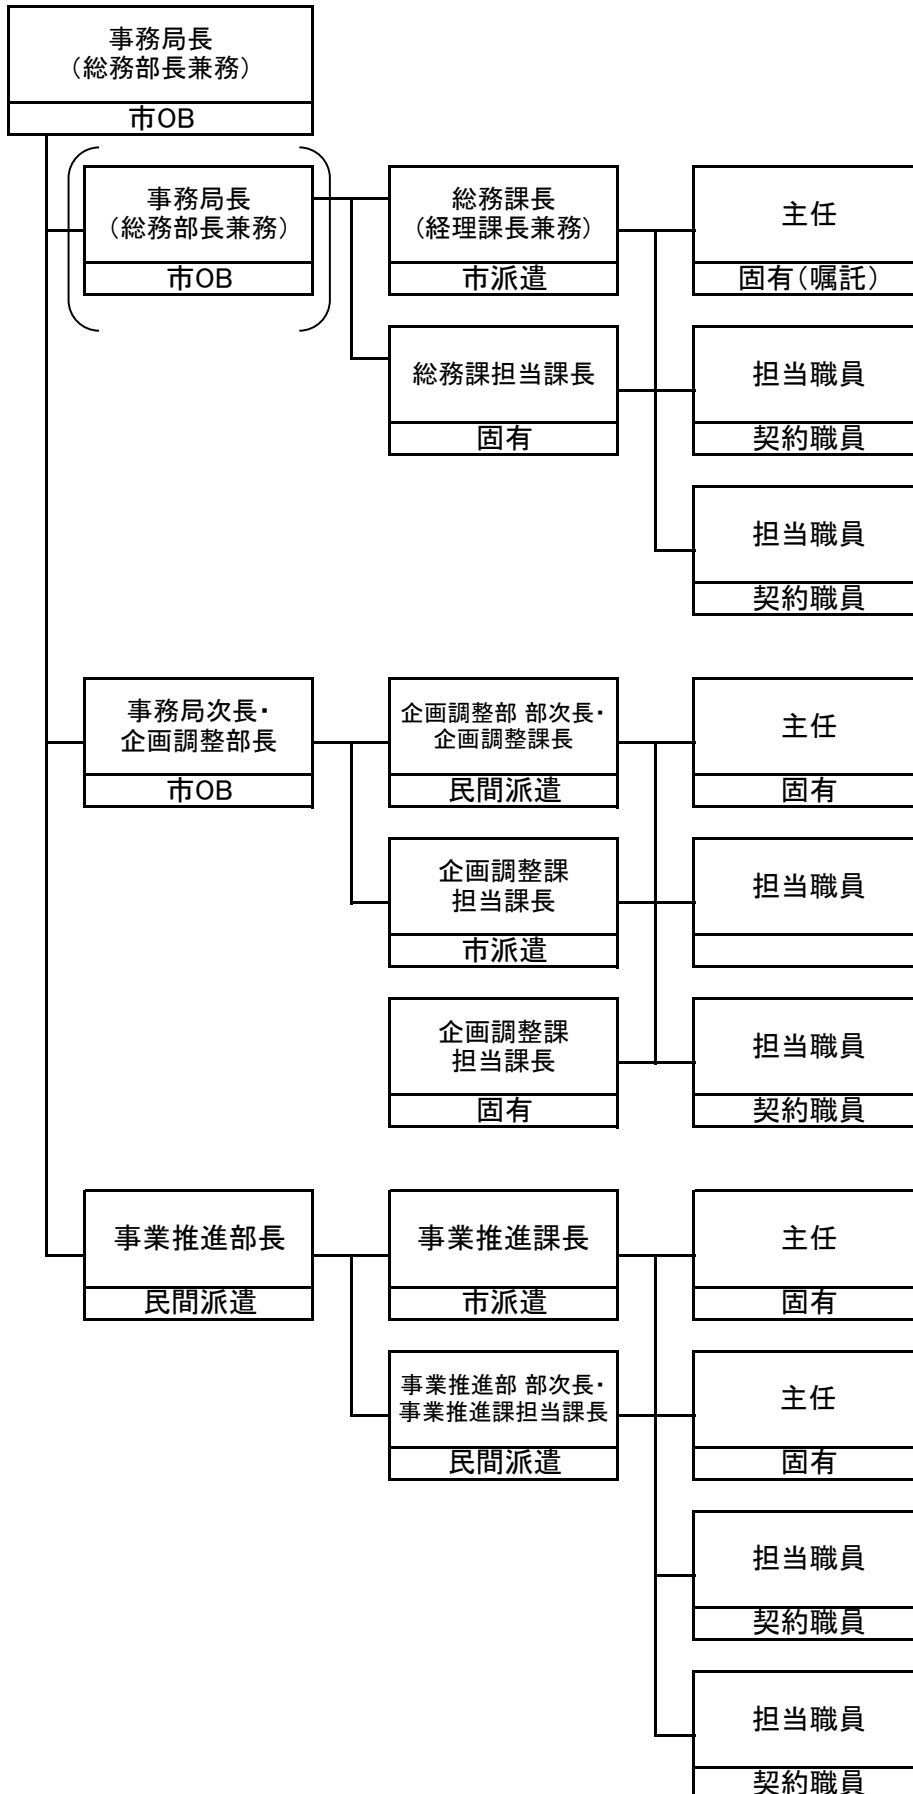 事務局長
（総務部長兼務）
市OB
事務局長
（総務部長兼務）
市OB
総務課長
（経理課長兼務）
市派遣
主任
固有（嘱託）
総務課担当課長
固有
担当職員
契約職員
担当職員
契約職員
事務局次長・
企画調整部長
市OB
企画調整部 部次長・
企画調整課長
民間派遣
主任
固有
企画調整課
担当課長
市派遣
担当職員
企画調整課
担当課長
固有
担当職員
契約職員
事業推進部長
民間派遣
事業推進課長
市派遣
主任
固有
事業推進部 部次長・
事業推進課担当課長
民間派遣
主任
固有
担当職員
契約職員
担当職員
契約職員